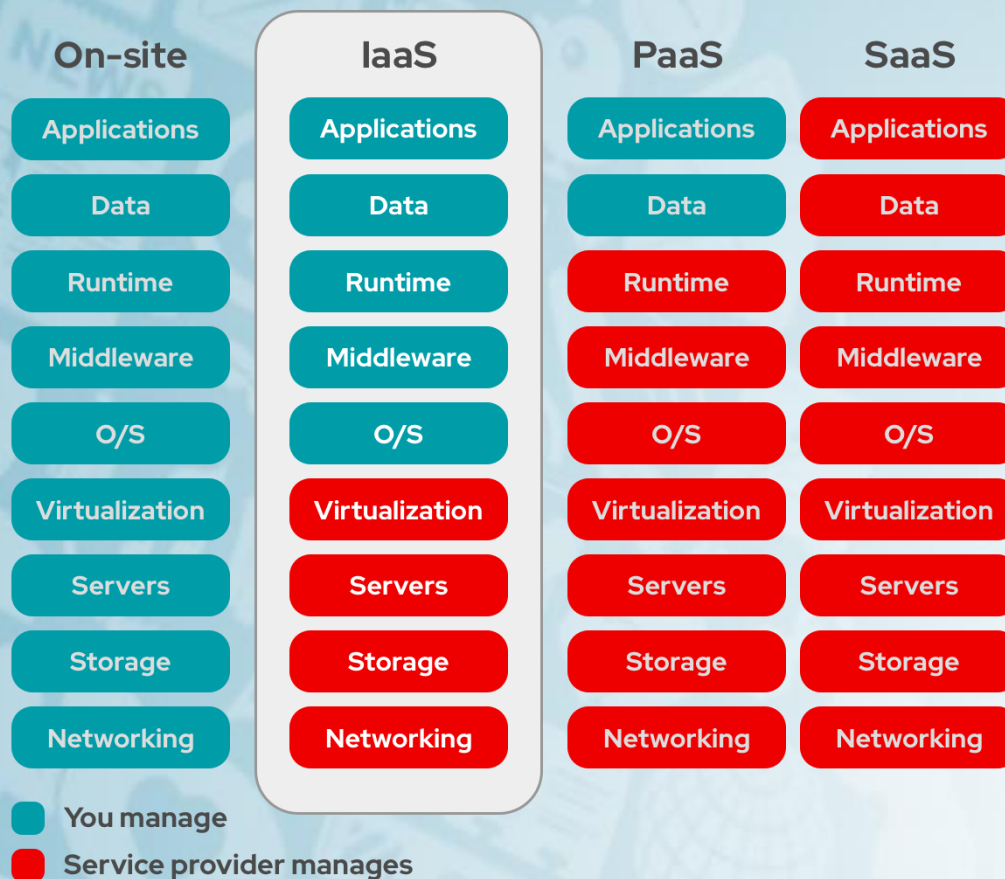 On-site
IaaS
PaaS
SaaS
Applications
Applications
Applications
Applications
Data
Data
Data
Data
Runtime
Runtime
Runtime
Runtime
Middleware
Middleware
Middleware
Middleware
O/S
O/S
O/S
O/S
Virtualization
Virtualization
Virtualization
Virtualization
Servers
Servers
Servers
Servers
Storage
Storage
Storage
Storage
Networking
Networking
Networking
Networking
You manage
Service provider manages
NEWS